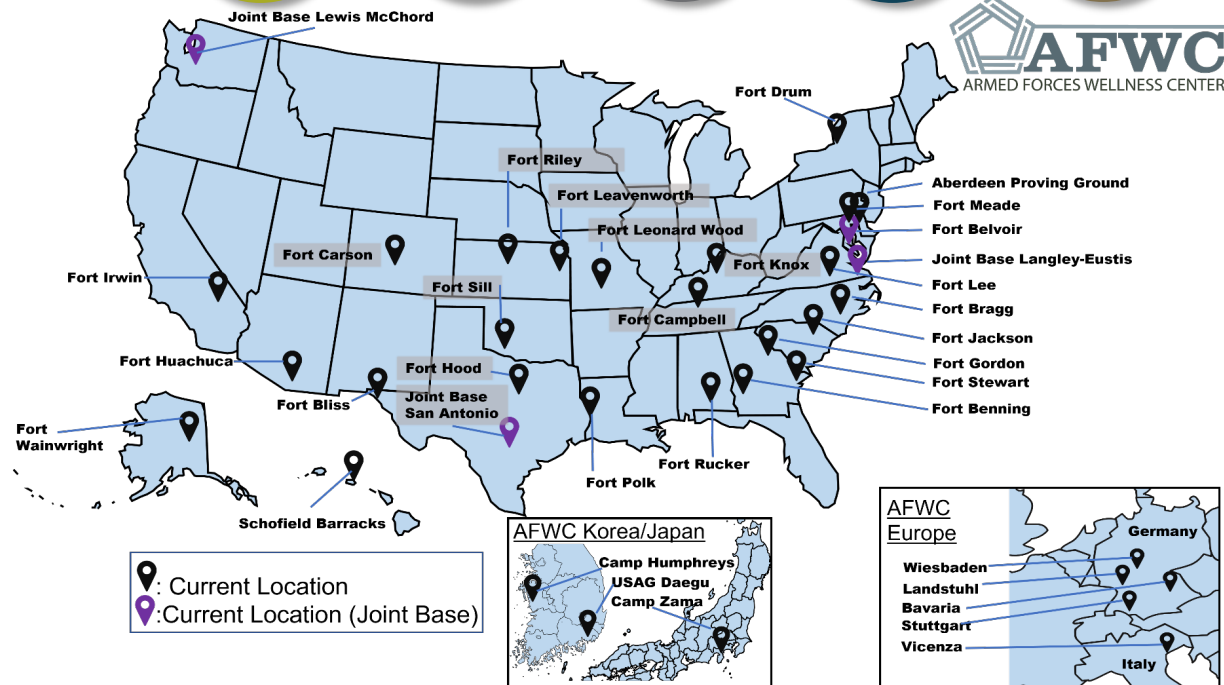 Joint Base Lewis McChord
AFWC
ARMED FORCES WELLNESS CENTER
Fort Drum
Fort Riley
Aberdeen Proving Ground
Fort Leavenworth
Fort Meade
Fort Leonard Wood
Fort Belvoir
Fort Carson
Fort Knox
Joint Base Langley-Eustis
Fort Irwin
Fort Lee
Fort Sill
Fort Bragg
Fort Campbell
Fort Jackson
Fort Huachuca
Fort Gordon
Fort Hood
Fort Stewart
Fort Bliss
Joint Base
San Antonio
Fort Benning
Fort
Wainwright
Fort Rucker
Fort Polk
Schofield Barracks
: Current Location
:Current Location (Joint Base)
AFWC Korea/Japan
Camp Humphreys
USAG Daegu
Camp Zama
AFWC
Europe
Germany
Wiesbaden
Landstuhl
Bavaria
Stuttgart
Vicenza
Italy